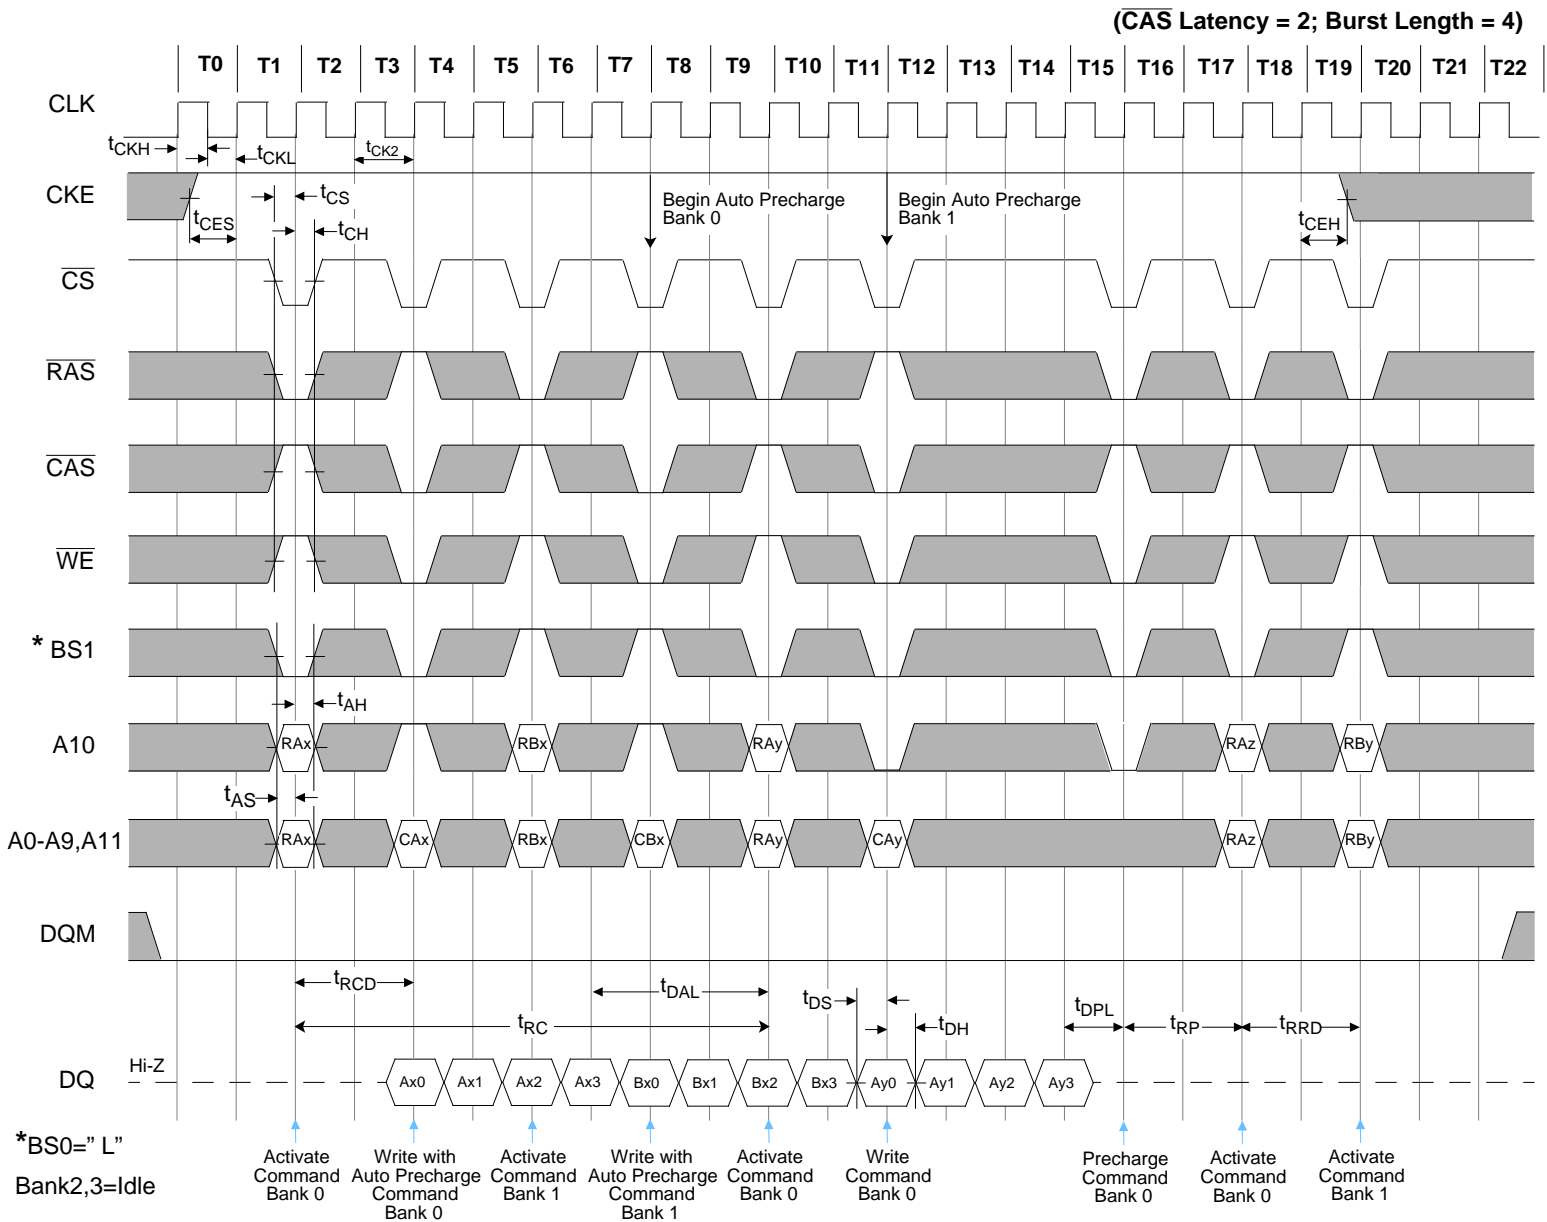 (CAS Latency = 2; Burst Length = 4)
T0 T1 T2 T3 T4 T5 T6 T7 T8 T9 T10 T11 T12 T13 T14 T15 T16 T17 T18 T19 T20 T21 T22
CLK
tCKH
tCKL
tCK2
CKE
tCS
Begin Auto Precharge
Bank 0
Begin Auto Precharge
Bank 1
tCES
tCH
tCEH
CS
RAS
CAS
WE
* BS1
tAH
A10
RAx RBx RAy RAz RBy
tAS
A0-A9,A11
RAx CAx RBx CBx RAy CAy RAz RBy
DQM
tRCD
tDAL
tDS
tDPL
tRC
tDH
tRP
tRRD
Hi-Z
DQ
Ax0 Ax1 Ax2 Ax3 Bx0 Bx1 Bx2 Bx3 Ay0 Ay1 Ay2 Ay3
*BS0=” L”
Bank2,3=Idle
Activate
Command
Bank 0
Write with
Auto Precharge
Command
Bank 0
Activate
Command
Bank 1
Write with
Auto Precharge
Command
Bank 1
Activate
Command
Bank 0
Write
Command
Bank 0
Precharge
Command
Bank 0
Activate
Command
Bank 0
Activate
Command
Bank 1